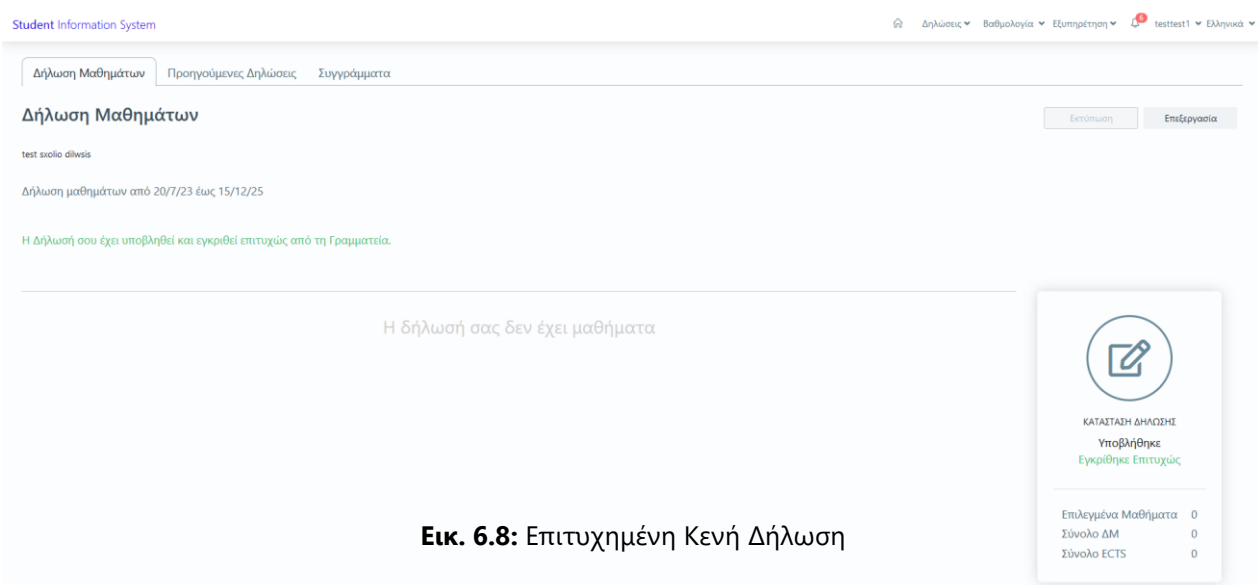 Student Information System
Δηλώσεις Βαθμολογία Εξυπηρέτηση 6 testtest1 Ελληνικά
Δήλωση Μαθημάτων Προηγούμενες Δηλώσεις Συγγράμματα
Δήλωση Μαθημάτων
Εκτύπωση Επεξεργασία
test sxolio dilwsis
Δήλωση μαθημάτων από 20/7/23 έως 15/12/25
Η Δήλωσή σου έχει υποβληθεί και εγκριθεί επιτυχώς από τη Γραμματεία.
Η δήλωσή σας δεν έχει μαθήματα
ΚΑΤΑΣΤΑΣΗ ΔΗΛΩΣΗΣ
Υποβλήθηκε
Εγκρίθηκε Επιτυχώς
Επιλεγμένα Μαθήματα 0
Σύνολο ΔΜ 0
Σύνολο ECTS 0
Εικ. 6.8: Επιτυχημένη Κενή Δήλωση